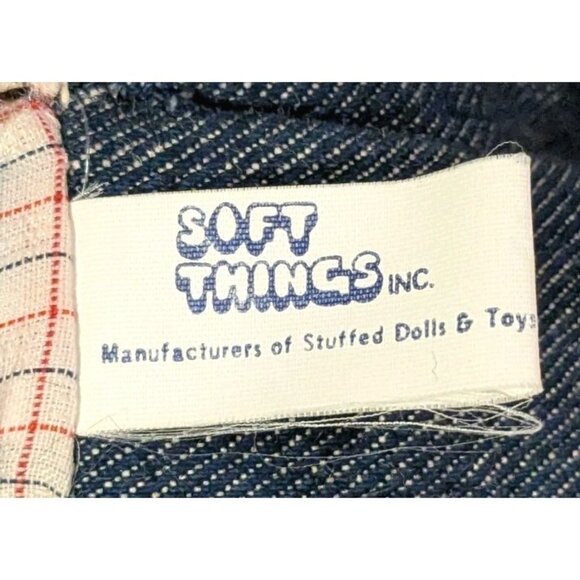 SOFT
THINGS INC.
Manufacturers of Stuffed Dolls & Toys